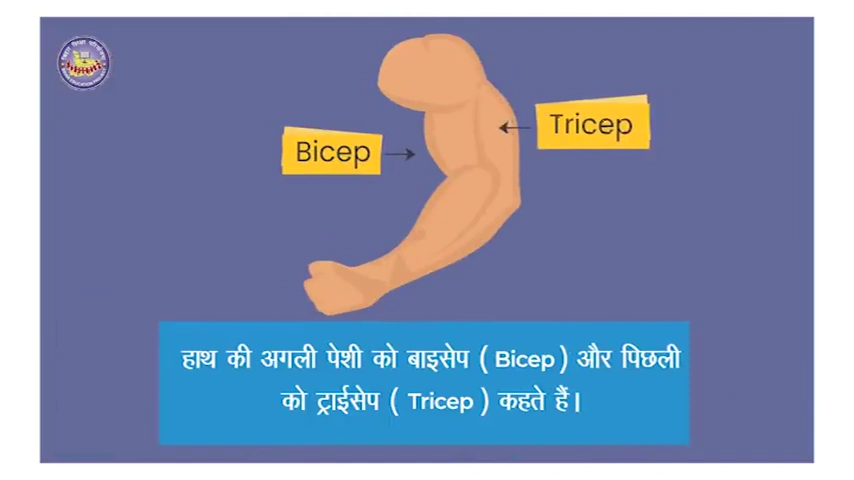 Bicep
Tricep
हाथ की अगली पेशी को बाइसेप ( Bicep ) और पिछली
को ट्राईसेप ( Tricep ) कहते हैं।